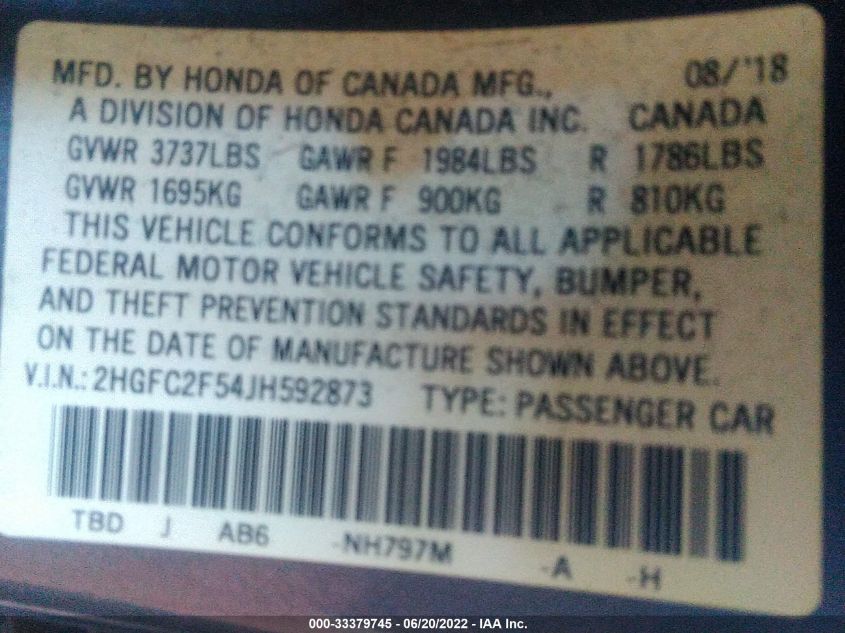 MFD. BY HONDA OF CANADA MFG., 08/'18
A DIVISION OF HONDA CANADA INC. CANADA
GVWR 3737LBS GAWR F 1984LBS R 1786LBS
GVWR 1695KG GAWR F 900KG R 810KG
THIS VEHICLE CONFORMS TO ALL APPLICABLE
FEDERAL MOTOR VEHICLE SAFETY, BUMPER,
AND THEFT PREVENTION STANDARDS IN EFFECT
ON THE DATE OF MANUFACTURE SHOWN ABOVE.
V.I.N.: 2HGFC2F54JH592873 TYPE: PASSENGER CAR
TBD J AB6 -NH797M -A -H
000-33379745 - 06/20/2022 - IAA Inc.